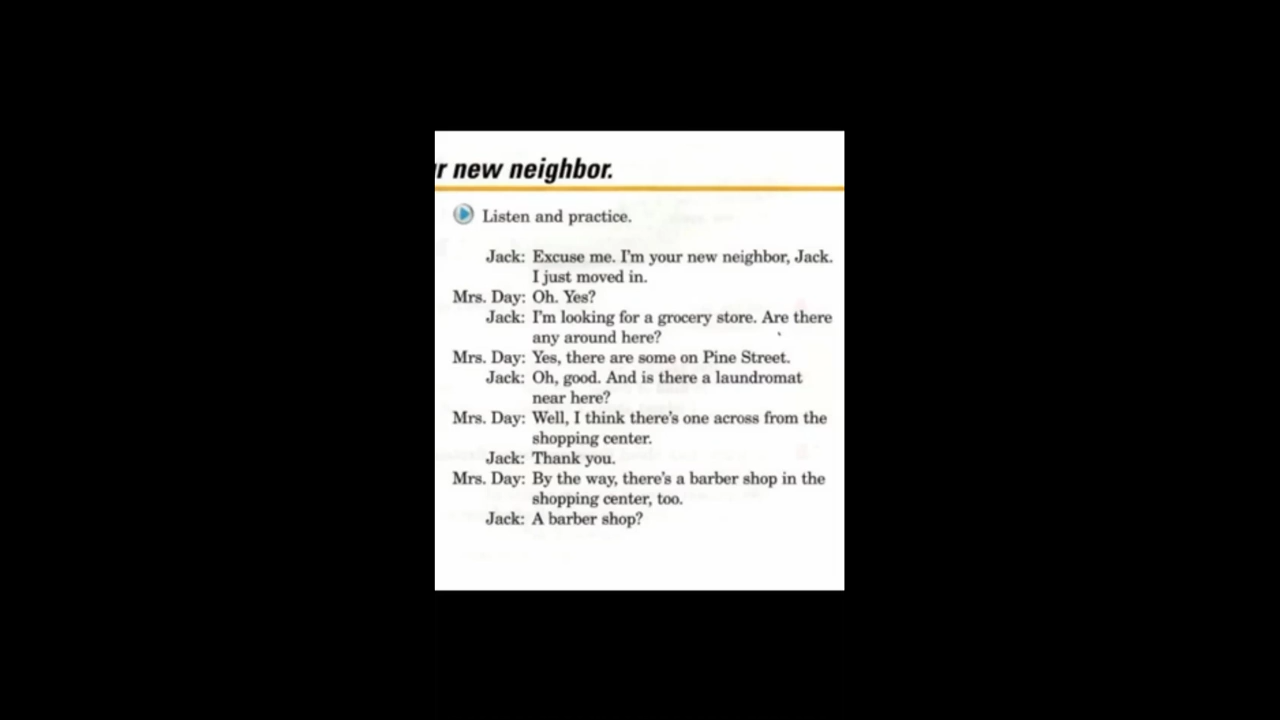 r new neighbor.
Listen and practice.
Jack: Excuse me. I'm your new neighbor, Jack.
I just moved in.
Mrs. Day: Oh. Yes?
Jack: I'm looking for a grocery store. Are there
any around here?
Mrs. Day: Yes, there are some on Pine Street.
Jack: Oh, good. And is there a laundromat
near here?
Mrs. Day: Well, I think there's one across from the
shopping center.
Jack: Thank you.
Mrs. Day: By the way, there's a barber shop in the
shopping center, too.
Jack: A barber shop?